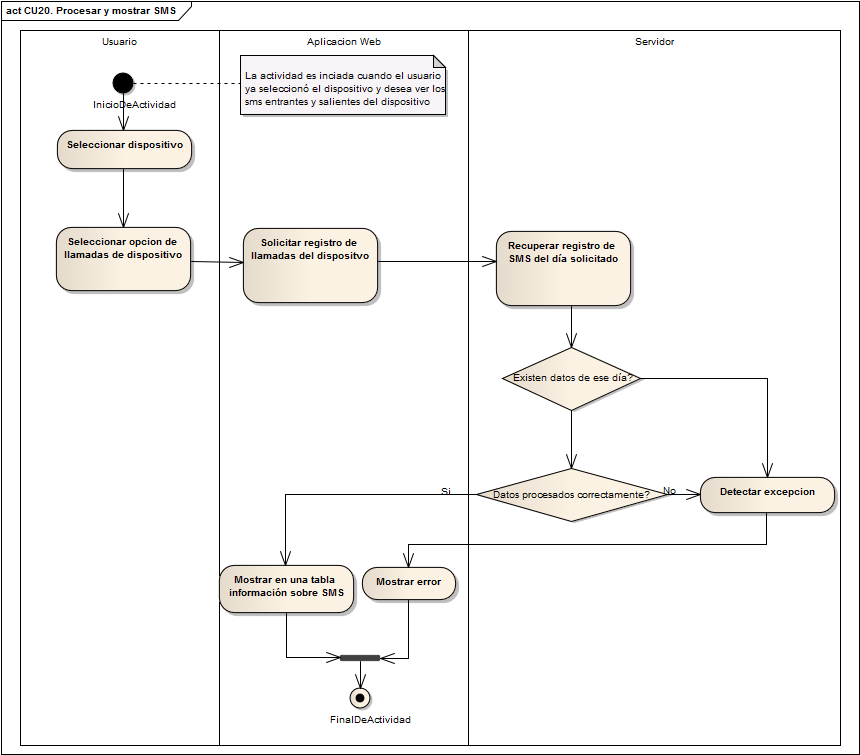 act CU20. Procesar y mostrar SMS
Usuario
Aplicacion Web
Servidor
La actividad es inciada cuando el usuario
ya seleccionó el dispositivo y desea ver los
sms entrantes y salientes del dispositivo
InicioDeActividad
Seleccionar dispositivo
Seleccionar opcion de
llamadas de dispositivo
Solicitar registro de
llamadas del dispositvo
Recuperar registro de
SMS del día solicitado
Existen datos de ese día?
Si
Datos procesados correctamente?
No
Detectar excepcion
Mostrar en una tabla
información sobre SMS
Mostrar error
FinalDeActividad